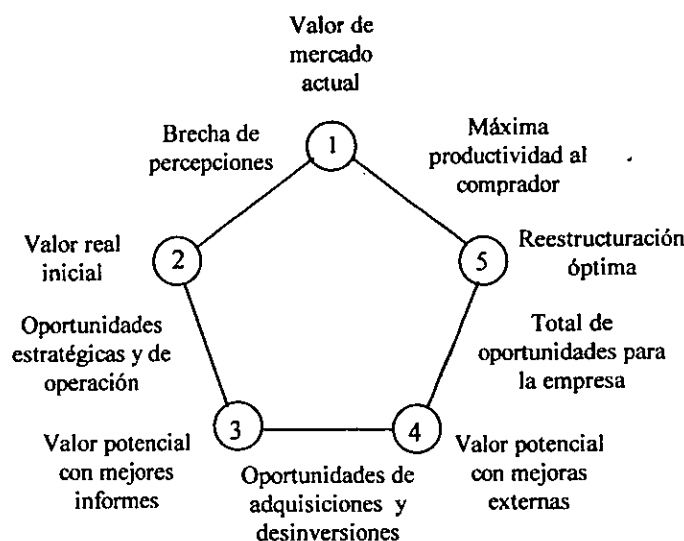 Valor de
mercado
actual
Brecha de
percepciones
1
Máxima
productividad al
comprador
Valor real
inicial
2
5
Reestructuración
óptima
Oportunidades
estratégicas y de
operación
Total de
oportunidades para
la empresa
3
4
Valor potencial
con mejores
informes
Oportunidades de
adquisiciones y
desinversiones
Valor potencial
con mejoras
externas